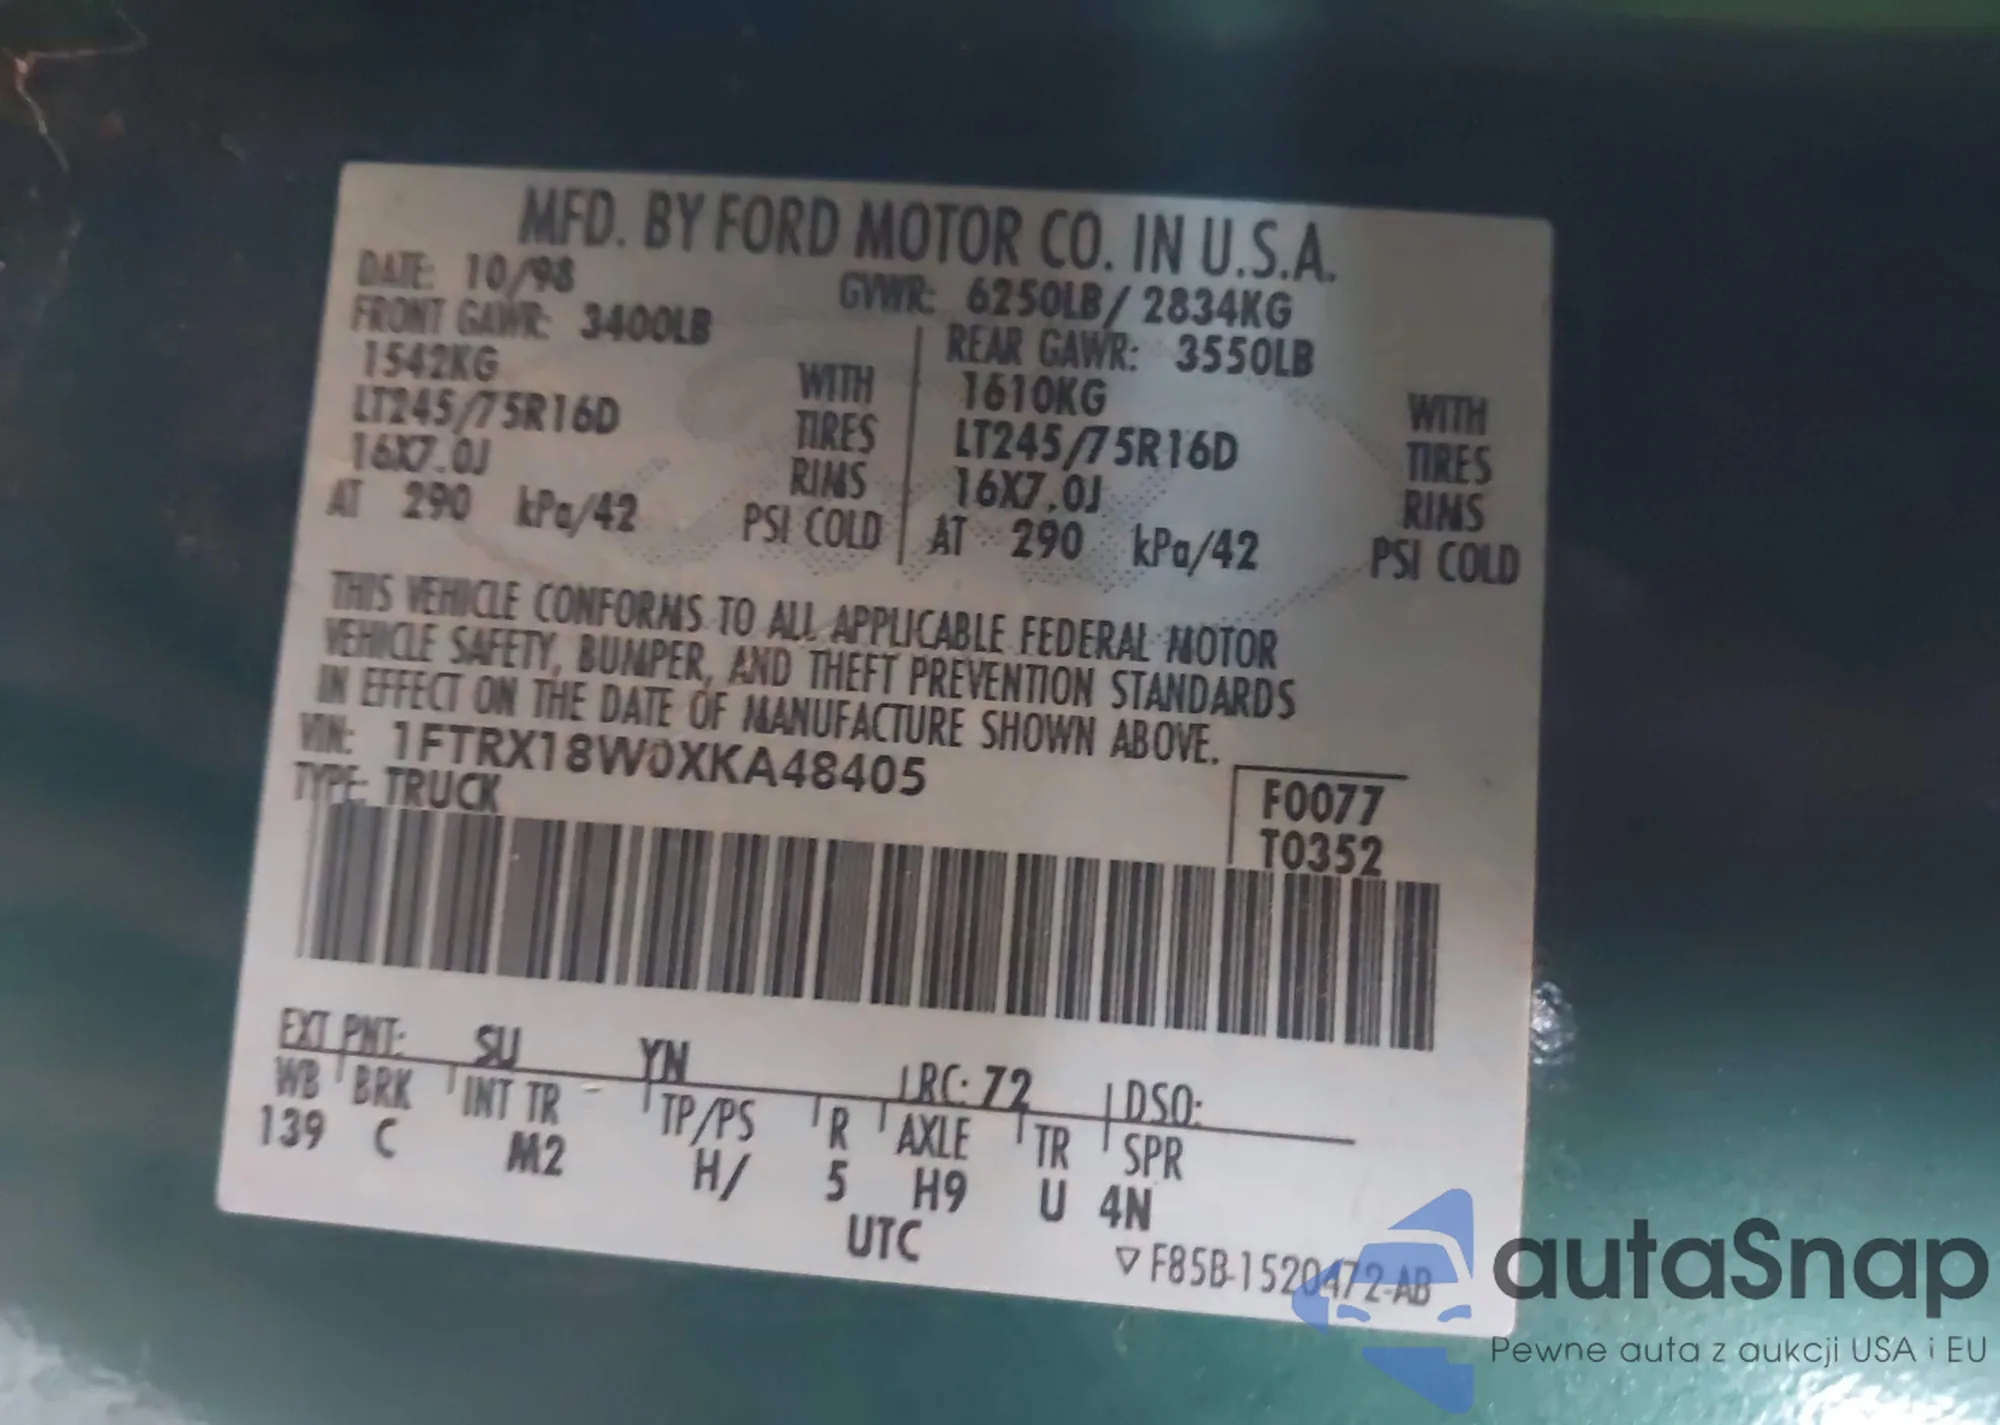 MFD. BY FORD MOTOR CO. IN U.S.A.
DATE: 10/98 GVWR: 6250LB/ 2834KG
FRONT GAWR: 3400LB REAR GAWR: 3550LB
1542KG WITH 1610KG WITH
LT245/75R16D TIRES LT245/75R16D TIRES
16X7.0J RIMS 16X7.0J RIMS
AT 290 kPa/42 PSI COLD AT 290 kPa/42 PSI COLD
THIS VEHICLE CONFORMS TO ALL APPLICABLE FEDERAL MOTOR
VEHICLE SAFETY, BUMPER, AND THEFT PREVENTION STANDARDS
IN EFFECT ON THE DATE OF MANUFACTURE SHOWN ABOVE.
VIN: 1FTRX18W0XKA48405
TYPE: TRUCK
F0077
T0352
EXT PNT: SU YN RC: 72 DSO:
WB BRK INT TR TP/PS R AXLE TR SPR
139 C M2 H/ 5 H9 U 4N
UTC
▽ F85B-1520472-AB
autaSnap
Pewne auta z aukcji USA i EU